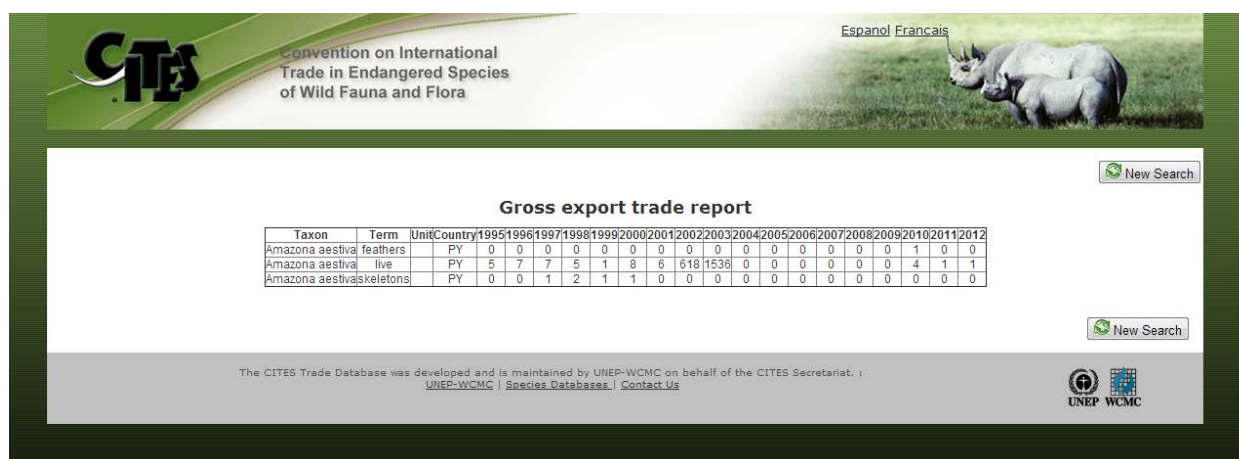 CITES
Espanol Francais
Convention on International
Trade in Endangered Species
of Wild Fauna and Flora
New Search
Gross export trade report
Taxon Term Unit Country 1995 1996 1997 1998 1999 2000 2001 2002 2003 2004 2005 2006 2007 2008 2009 2010 2011 2012
Amazona aestiva feathers PY 0 0 0 0 0 0 0 0 0 0 0 0 0 0 0 1 0 0
Amazona aestiva live PY 5 7 7 5 1 8 6 618 1536 0 0 0 0 0 0 4 1 1
Amazona aestiva skeletons PY 0 0 1 2 1 1 0 0 0 0 0 0 0 0 0 0 0 0
New Search
The CITES Trade Database was developed and is maintained by UNEP-WCMC on behalf of the CITES Secretariat. :
UNEP-WCMC | Species Databases | Contact Us
UNEP WCMC